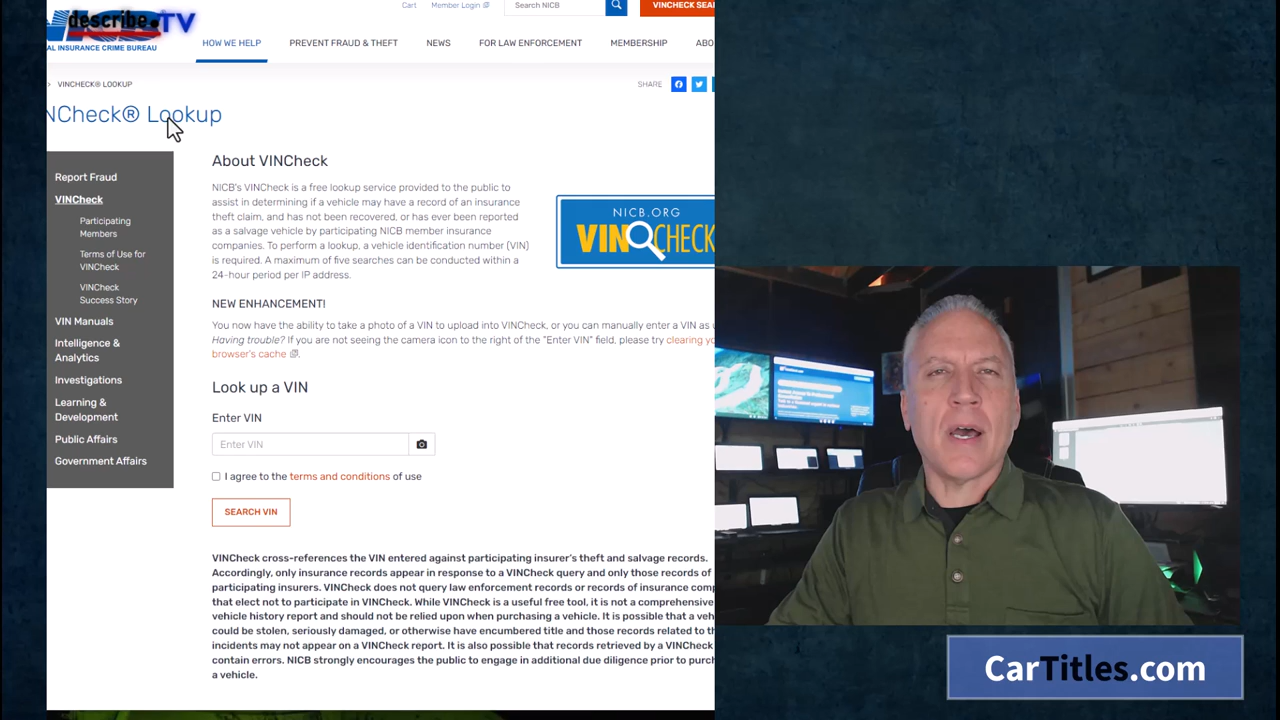 describe.TV
AL INSURANCE CRIME BUREAU
Cart
Member Login
Search NICB
VINCHECK SEA
HOW WE HELP
PREVENT FRAUD & THEFT
NEWS
FOR LAW ENFORCEMENT
MEMBERSHIP
ABO
> VINCHECK® LOOKUP
SHARE
NCheck® Lookup
Report Fraud
VINCheck
Participating
Members
Terms of Use for
VINCheck
VINCheck
Success Story
VIN Manuals
Intelligence &
Analytics
Investigations
Learning &
Development
Public Affairs
Government Affairs
About VINCheck
NICB's VINCheck is a free lookup service provided to the public to
assist in determining if a vehicle may have a record of an insurance
theft claim, and has not been recovered, or has ever been reported
as a salvage vehicle by participating NICB member insurance
companies. To perform a lookup, a vehicle identification number (VIN)
is required. A maximum of five searches can be conducted within a
24-hour period per IP address.
NICB.ORG
VINCHECK
NEW ENHANCEMENT!
You now have the ability to take a photo of a VIN to upload into VINCheck, or you can manually enter a VIN as u
Having trouble? If you are not seeing the camera icon to the right of the "Enter VIN" field, please try clearing yo
browser's cache
Look up a VIN
Enter VIN
Enter VIN
I agree to the terms and conditions of use
SEARCH VIN
VINCheck cross-references the VIN entered against participating insurer's theft and salvage records.
Accordingly, only insurance records appear in response to a VINCheck query and only those records of
participating insurers. VINCheck does not query law enforcement records or records of insurance comp
that elect not to participate in VINCheck. While VINCheck is a useful free tool, it is not a comprehensive
vehicle history report and should not be relied upon when purchasing a vehicle. It is possible that a veh
could be stolen, seriously damaged, or otherwise have encumbered title and those records related to th
incidents may not appear on a VINCheck report. It is also possible that records retrieved by a VINCheck
contain errors. NICB strongly encourages the public to engage in additional due diligence prior to purch
a vehicle.
CarTitles.com